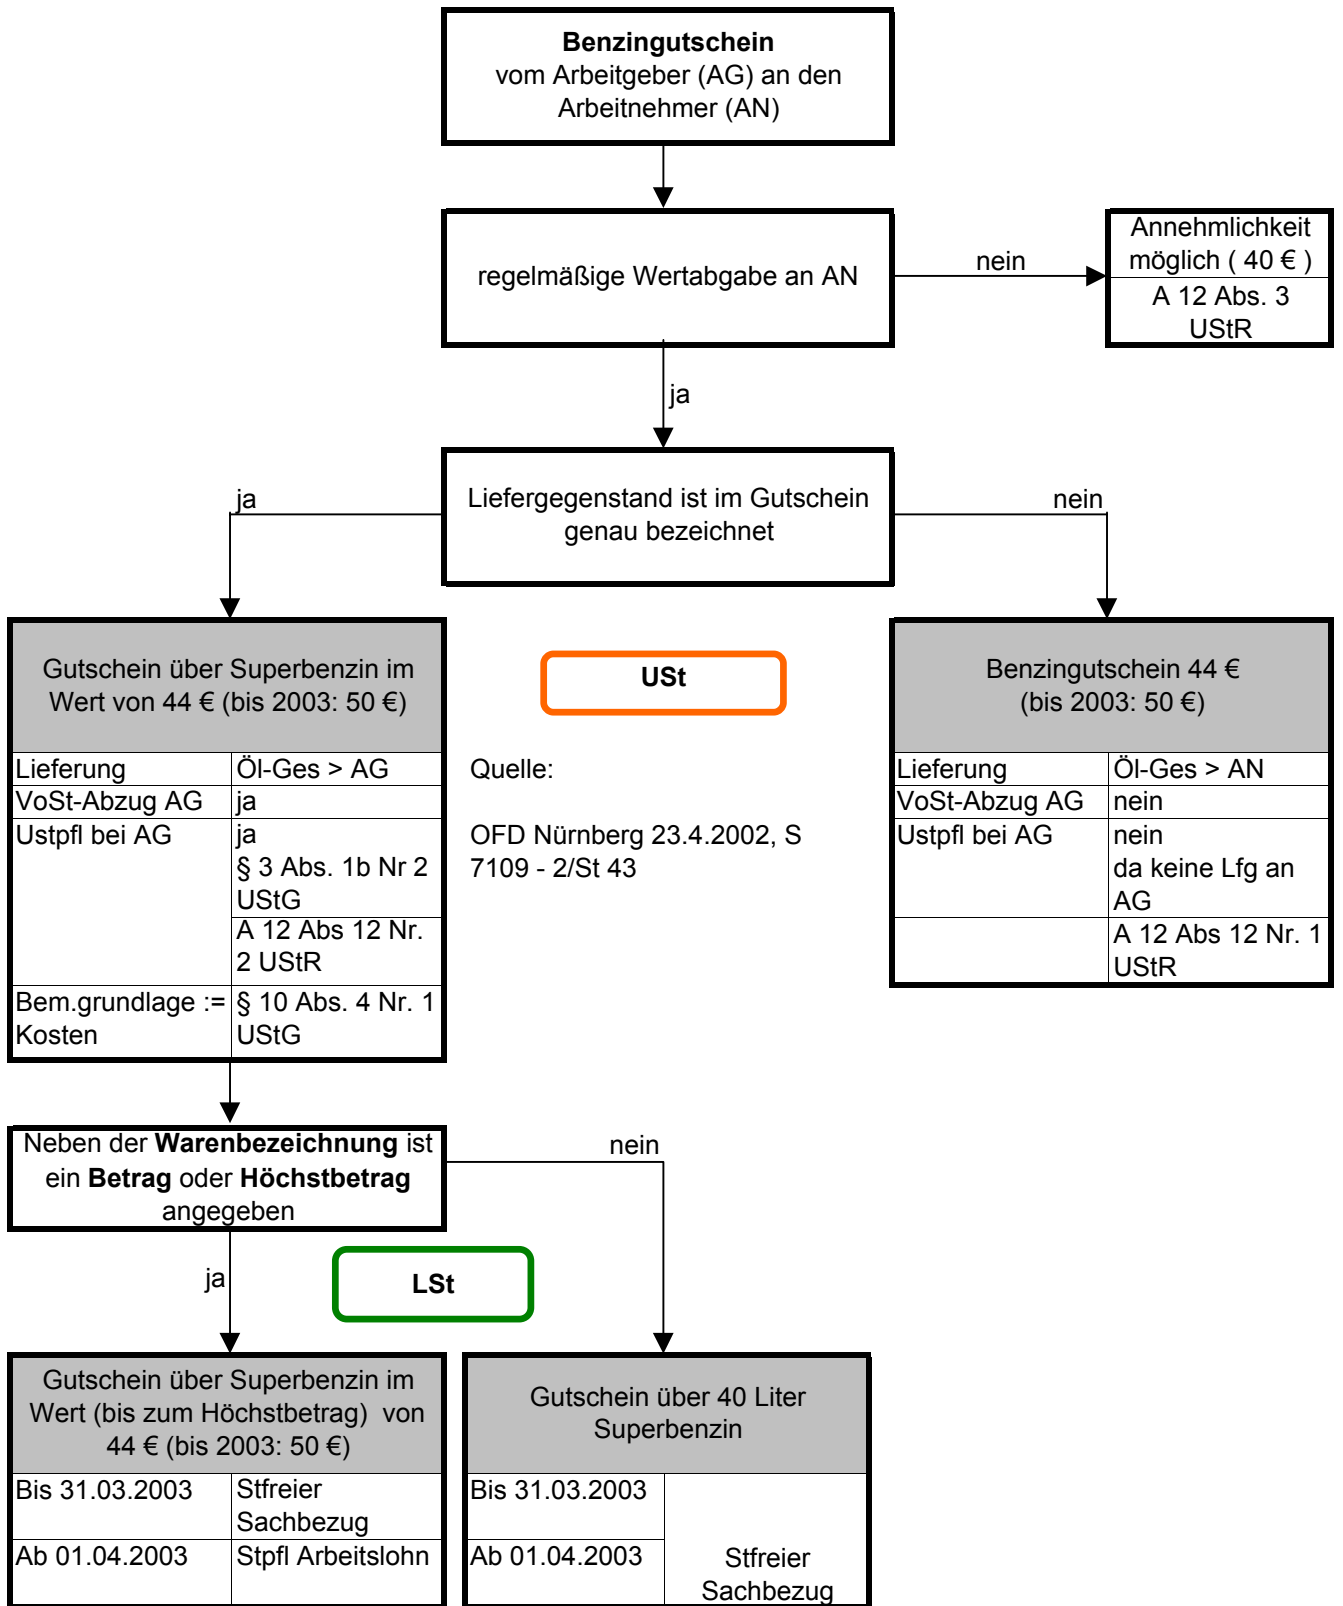 Benzingutschein
vom Arbeitgeber (AG) an den
Arbeitnehmer (AN)
regelmäßige Wertabgabe an AN
nein
Annehmlichkeit
möglich ( 40 € )
A 12 Abs. 3
UStR
ja
Liefergegenstand ist im Gutschein
genau bezeichnet
ja
nein
Gutschein über Superbenzin im
Wert von 44 € (bis 2003: 50 €)
Lieferung Öl-Ges > AG
VoSt-Abzug AG ja
Ustpfl bei AG ja
§ 3 Abs. 1b Nr 2
UStG
A 12 Abs 12 Nr.
2 UStR
Bem.grundlage := § 10 Abs. 4 Nr. 1
Kosten UStG
USt
Quelle:
OFD Nürnberg 23.4.2002, S
7109 - 2/St 43
Benzingutschein 44 €
(bis 2003: 50 €)
Lieferung Öl-Ges > AN
VoSt-Abzug AG nein
Ustpfl bei AG nein
da keine Lfg an
AG
A 12 Abs 12 Nr. 1
UStR
Neben der Warenbezeichnung ist
ein Betrag oder Höchstbetrag
angegeben
nein
ja
LSt
Gutschein über Superbenzin im
Wert (bis zum Höchstbetrag) von
44 € (bis 2003: 50 €)
Bis 31.03.2003 Stfreier
Sachbezug
Ab 01.04.2003 Stpfl Arbeitslohn
Gutschein über 40 Liter
Superbenzin
Bis 31.03.2003
Ab 01.04.2003 Stfreier
Sachbezug